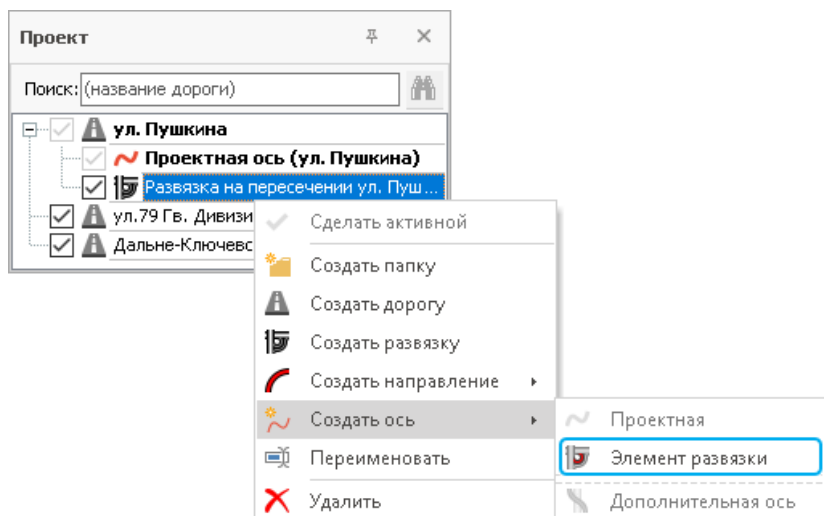 Проект
Поиск: (название дороги)
ул. Пушкина
Проектная ось (ул. Пушкина)
Развязка на пересечении ул. Пуш...
ул.79 Гв. Дивизи
Дальне-Ключевс
Сделать активной
Создать папку
Создать дорогу
Создать развязку
Создать направление
Создать ось
Переименовать
Удалить
Проектная
Элемент развязки
Дополнительная ось